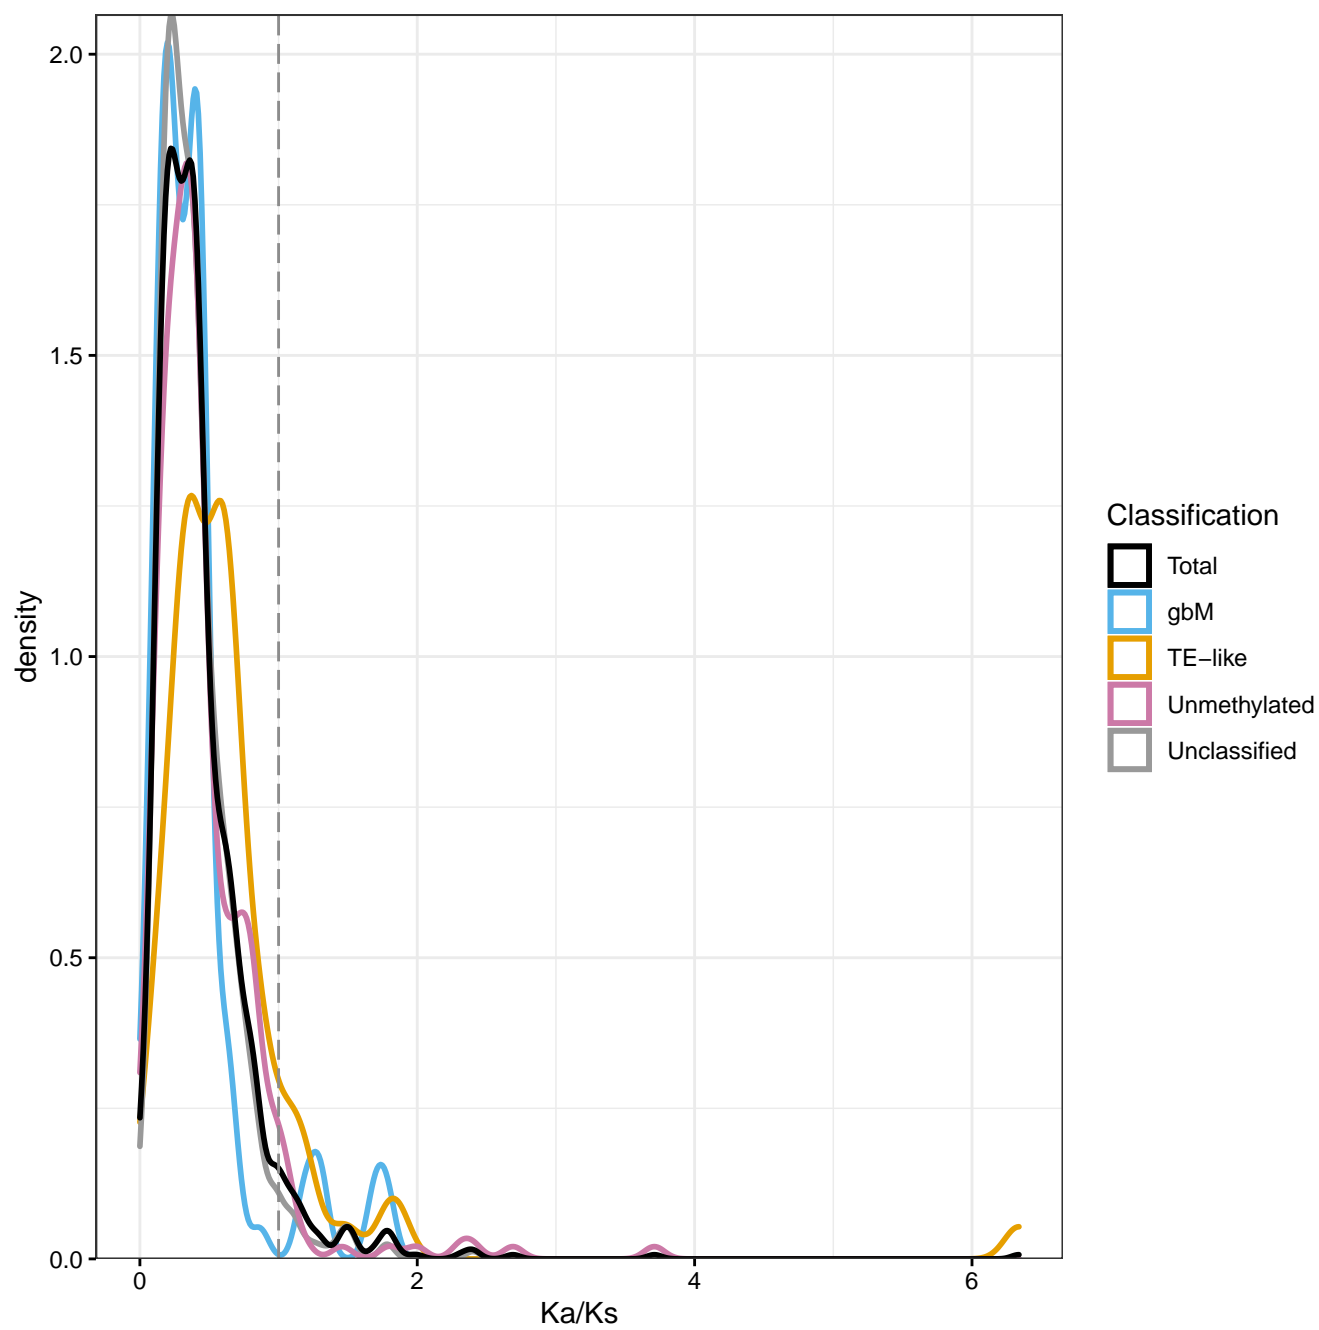 density
2.0
1.5
1.0
0.5
0.0
0
2
4
6
Ka/Ks
Classification
Total
gbM
TE−like
Unmethylated
Unclassified